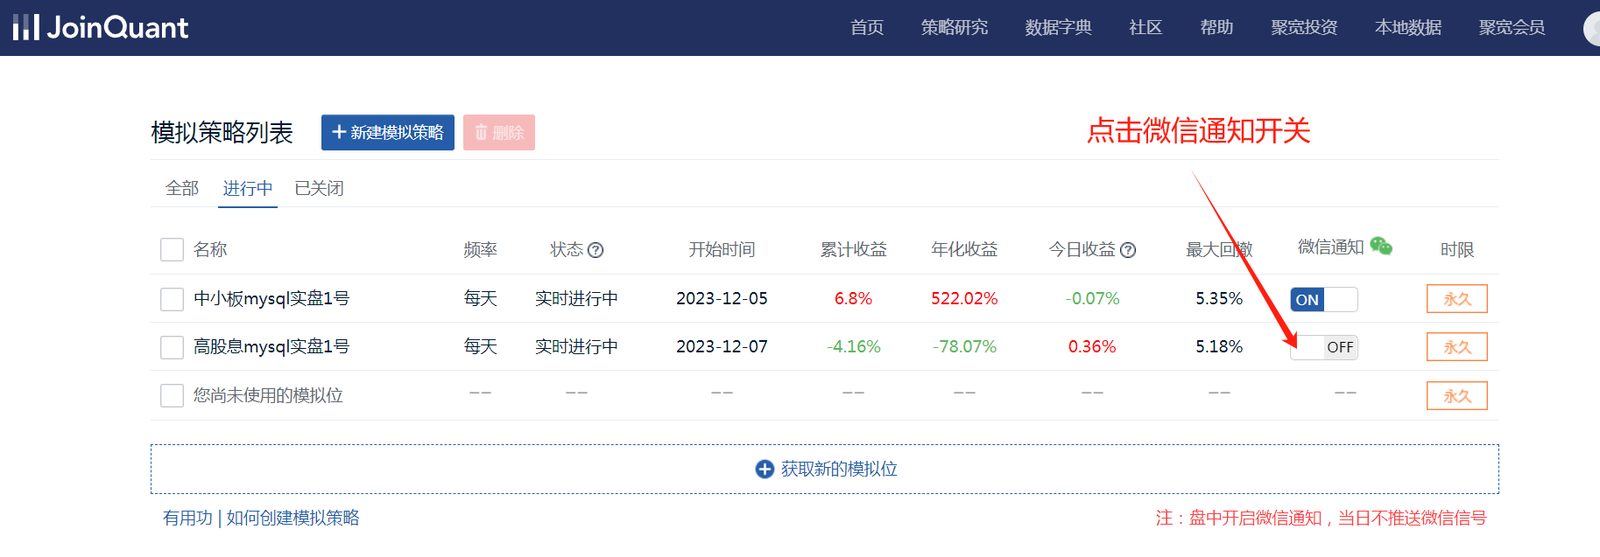 JoinQuant 首页 策略研究 数据字典 社区 帮助 聚宽投资 本地数据 聚宽会员
模拟策略列表 + 新建模拟策略 删除 点击微信通知开关
全部 进行中 已关闭
名称 频率 状态 ? 开始时间 累计收益 年化收益 今日收益 ? 最大回撤 微信通知 时限
中小板mysql实盘1号 每天 实时进行中 2023-12-05 6.8% 522.02% -0.07% 5.35% ON 永久
高股息mysql实盘1号 每天 实时进行中 2023-12-07 -4.16% -78.07% 0.36% 5.18% OFF 永久
您尚未使用的模拟位 -- -- -- -- -- -- -- -- 永久
+ 获取新的模拟位
有用功 | 如何创建模拟策略 注：盘中开启微信通知，当日不推送微信信号